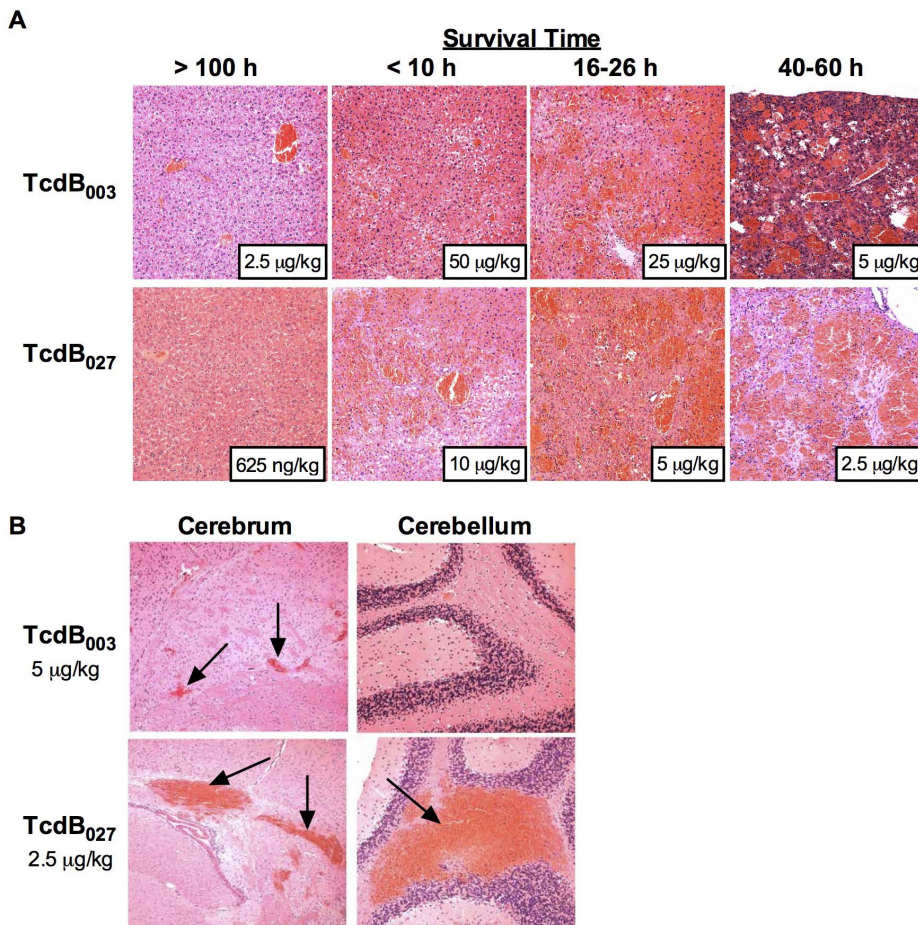 A
Survival Time
> 100 h < 10 h 16-26 h 40-60 h
TcdB003
2.5 μg/kg 50 μg/kg 25 μg/kg 5 μg/kg
TcdB027
625 ng/kg 10 μg/kg 5 μg/kg 2.5 μg/kg
B
Cerebrum Cerebellum
TcdB003
5 μg/kg
TcdB027
2.5 μg/kg